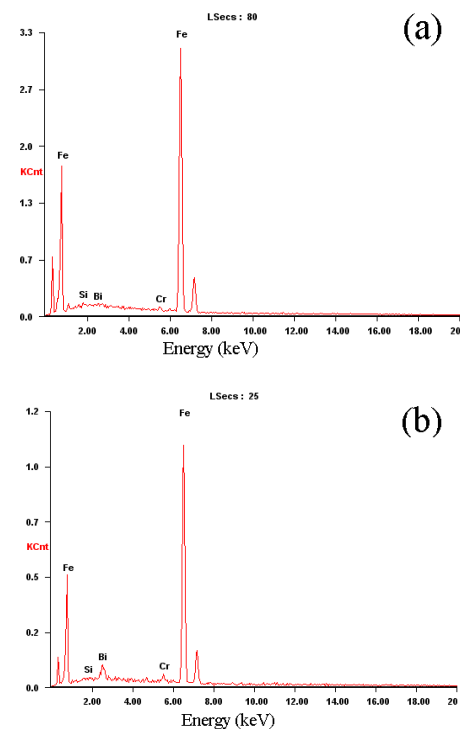 LSecs : 80
(a)
3.3
Fe
2.7
2.0
Fe
KCnt
1.3
0.7
Si Bi Cr
0.0
2.00 4.00 6.00 8.00 10.00 12.00 14.00 16.00 18.00 20
Energy (keV)
LSecs : 25
(b)
1.2
Fe
1.0
0.7
KCnt
Fe
0.5
0.2
Si Bi Cr
0.0
2.00 4.00 6.00 8.00 10.00 12.00 14.00 16.00 18.00 20
Energy (keV)